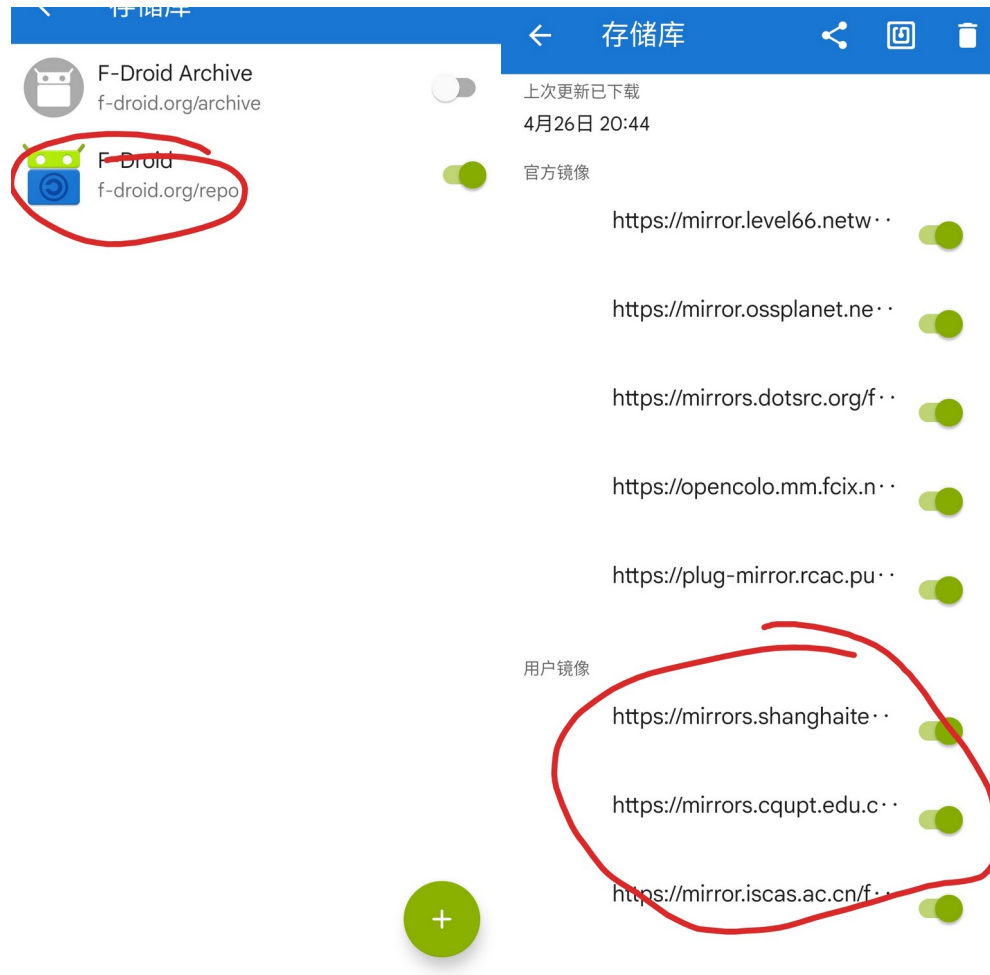 存储库
F-Droid Archive
f-droid.org/archive
F-Droid
f-droid.org/repo
存储库
上次更新已下载
4月26日 20:44
官方镜像
https://mirror.level66.netw··
https://mirror.ossplanet.ne··
https://mirrors.dotsrc.org/f··
https://opencolo.mm.fcix.n··
https://plug-mirror.rcac.pu··
用户镜像
https://mirrors.shanghaite··
https://mirrors.cqupt.edu.c··
https://mirror.iscas.ac.cn/f··